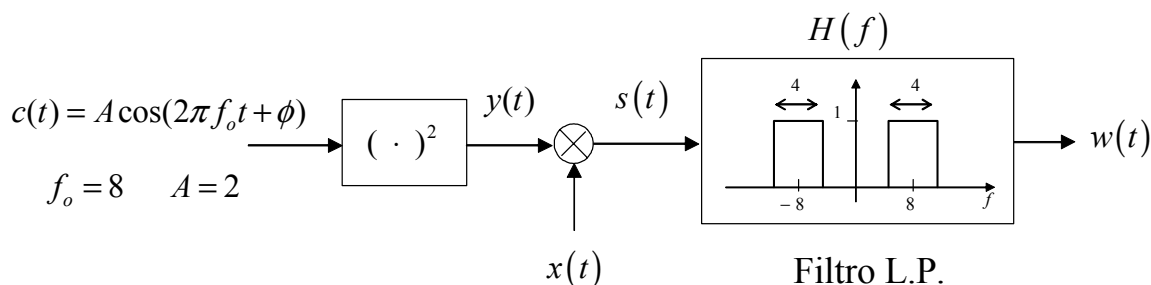 H(f)
c(t) = A cos(2πf_o t + ϕ)
f_o = 8 A = 2
( · )²
y(t)
s(t)
x(t)
4 4
1
– 8 8 f
w(t)
Filtro L.P.